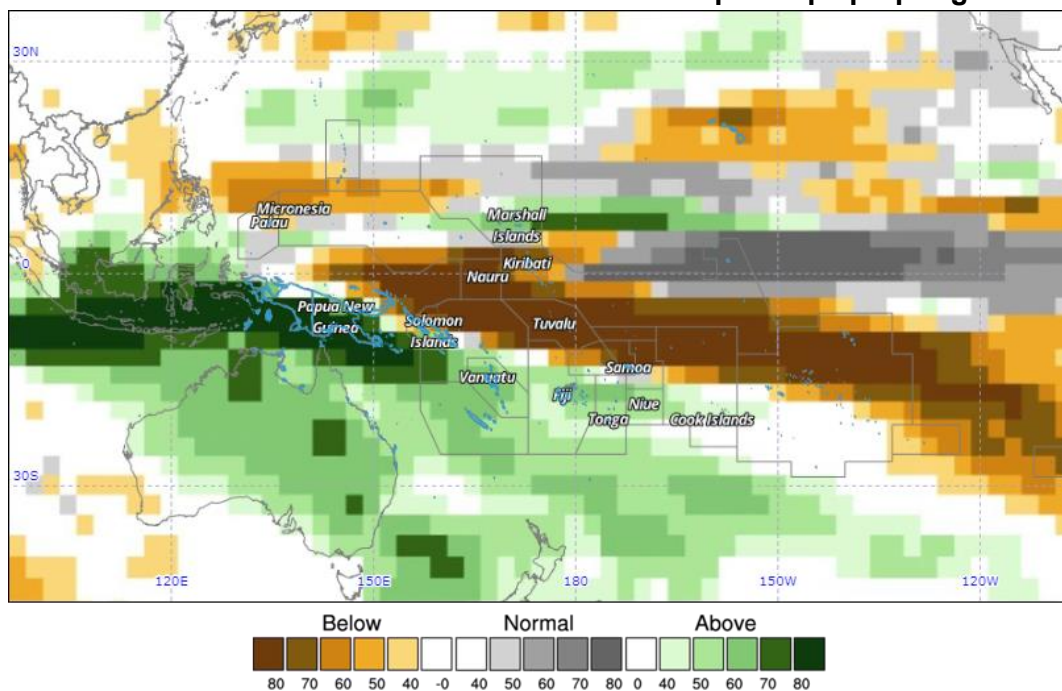 30N
Micronesia
Palau
Marshall
Islands
0
Kiribati
Nauru
Papua New
Guinea
Solomon
Islands
Tuvalu
Samoa
Vanuatu
Fiji
Niue
Tonga
Cook Islands
30S
120E 150E 180 150W 120W
Below Normal Above
80 70 60 50 40 -0 40 50 60 70 80 0 40 50 60 70 80